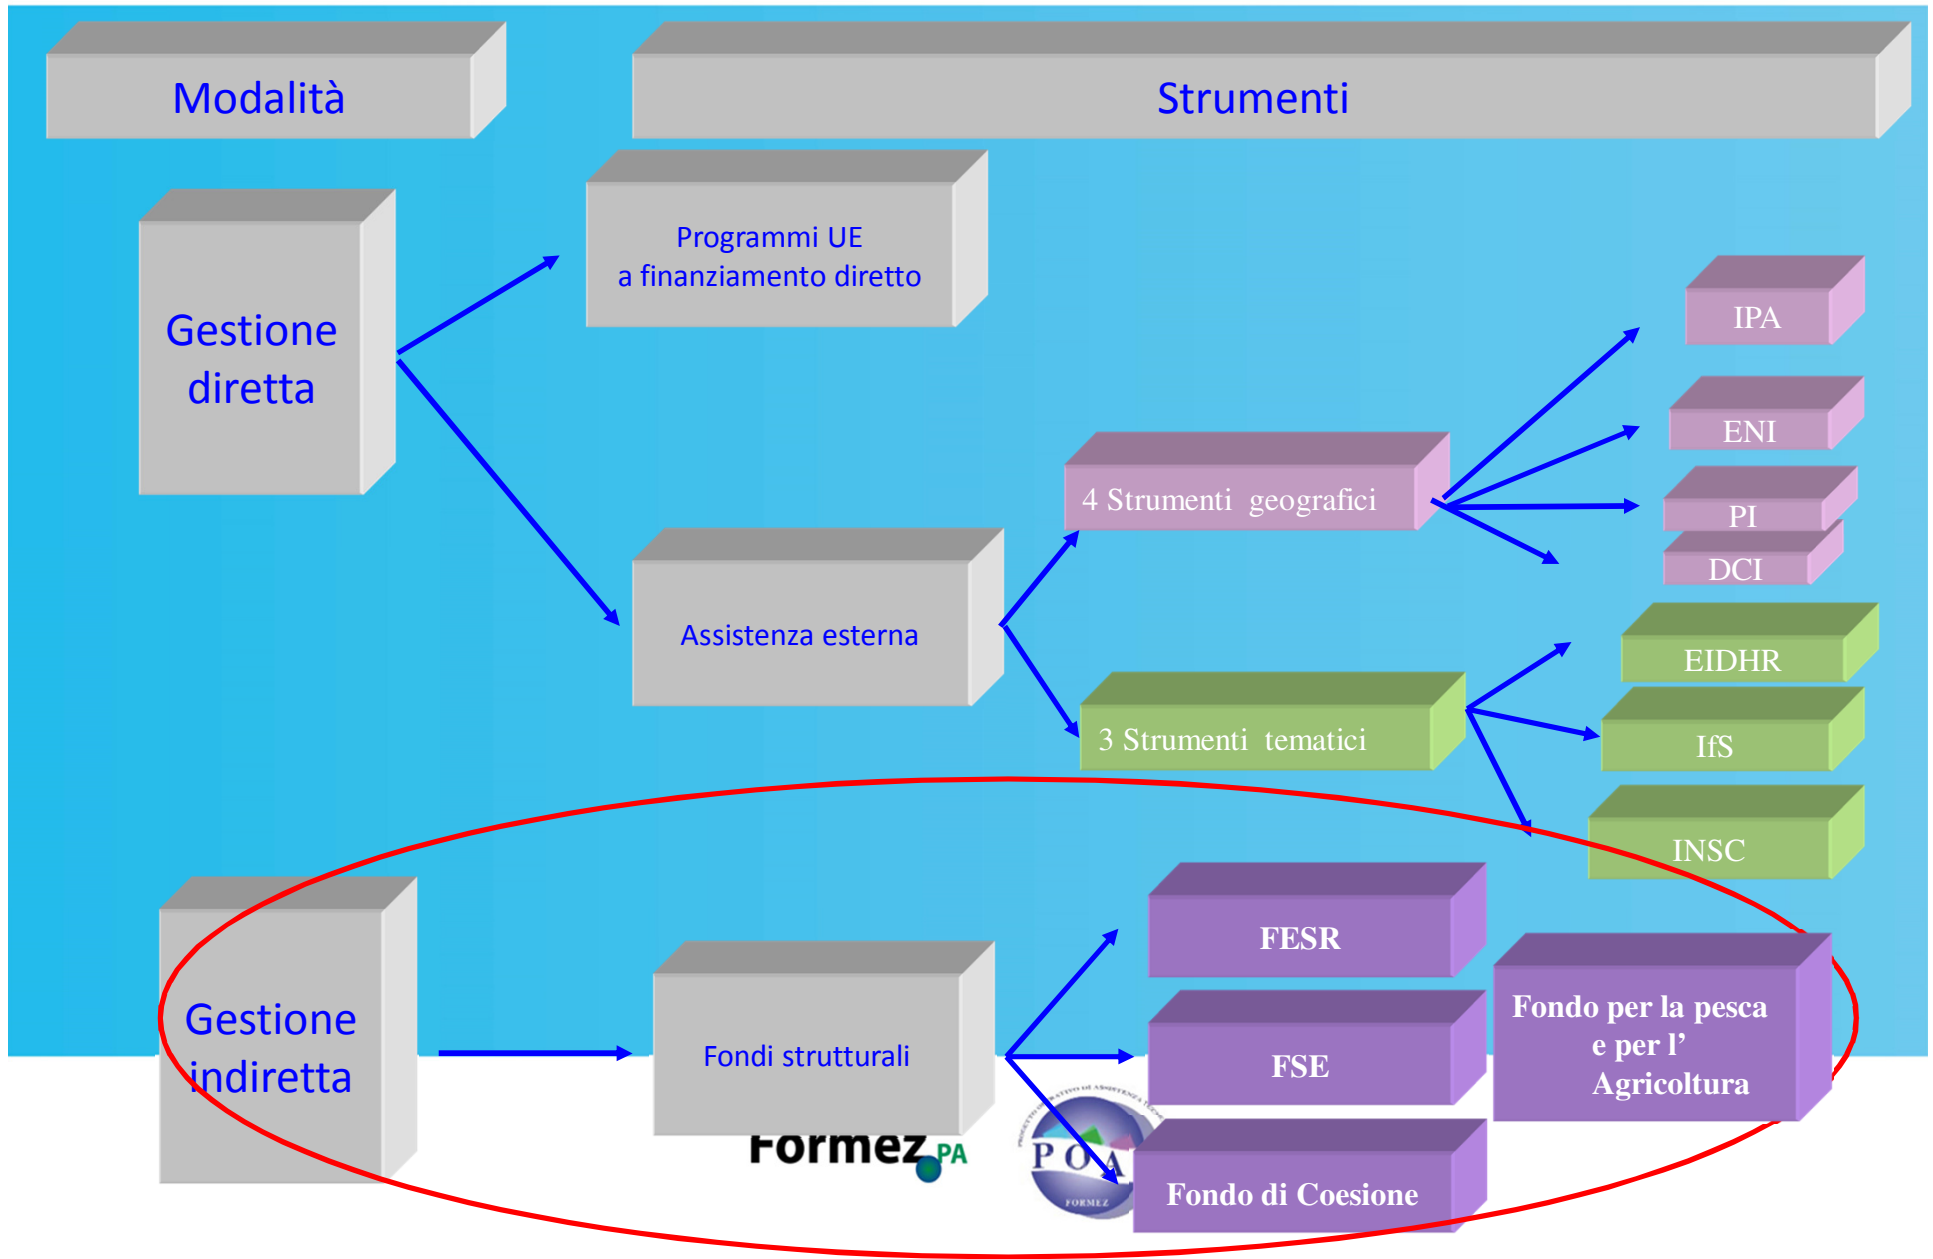 Modalità
Strumenti
Programmi UE
a finanziamento diretto
Gestione
diretta
IPA
ENI
4 Strumenti geografici
PI
DCI
Assistenza esterna
EIDHR
3 Strumenti tematici
IfS
INSC
FESR
Gestione
indiretta
Fondi strutturali
FSE
Fondo per la pesca
e per l’
Agricoltura
Formez PA
POA
FORMEZ
Fondo di Coesione